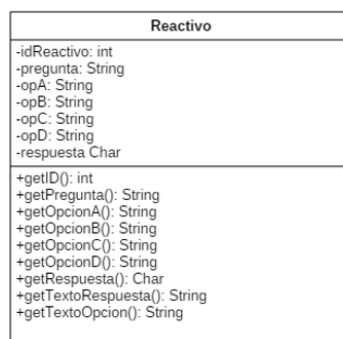 Reactivo
-idReactivo: int
-pregunta: String
-opA: String
-opB: String
-opC: String
-opD: String
-respuesta Char
+getID(): int
+getPregunta(): String
+getOpcionA(): String
+getOpcionB(): String
+getOpcionC(): String
+getOpcionD(): String
+getRespuesta(): Char
+getTextoRespuesta(): String
+getTextoOpcion(): String